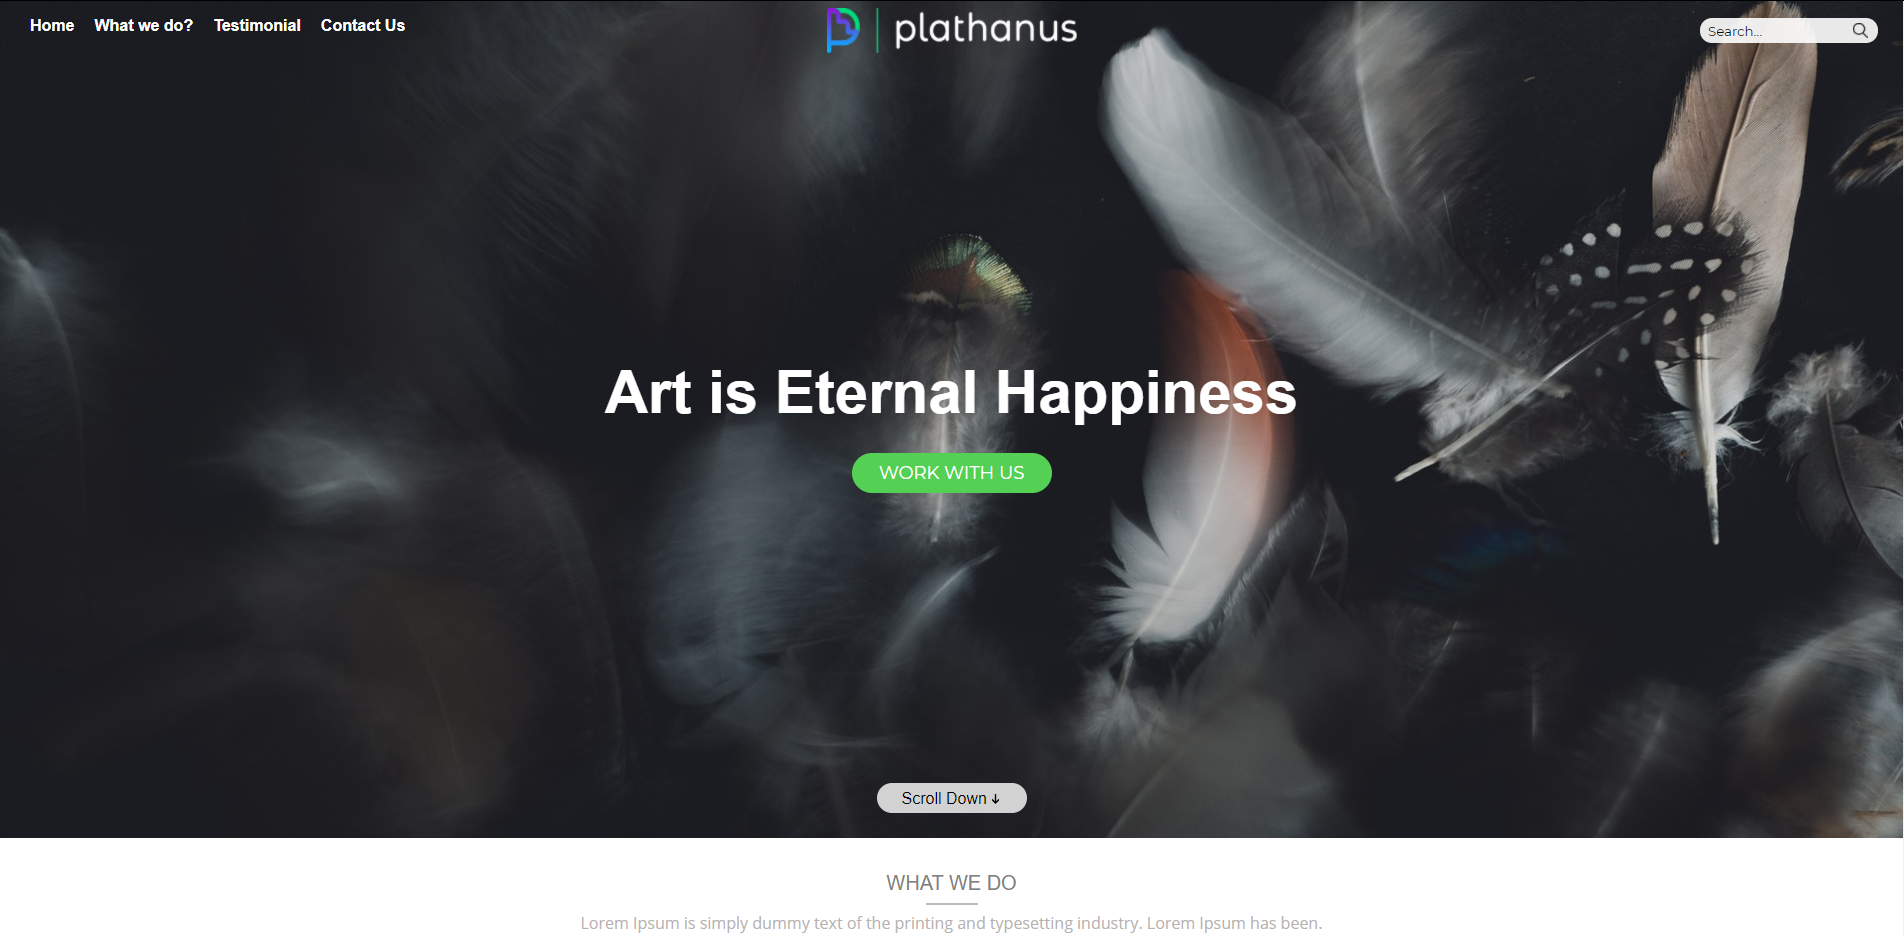 Home What we do? Testimonial Contact Us
plathanus
Search...
Art is Eternal Happiness
WORK WITH US
Scroll Down ↓
WHAT WE DO
Lorem Ipsum is simply dummy text of the printing and typesetting industry. Lorem Ipsum has been.